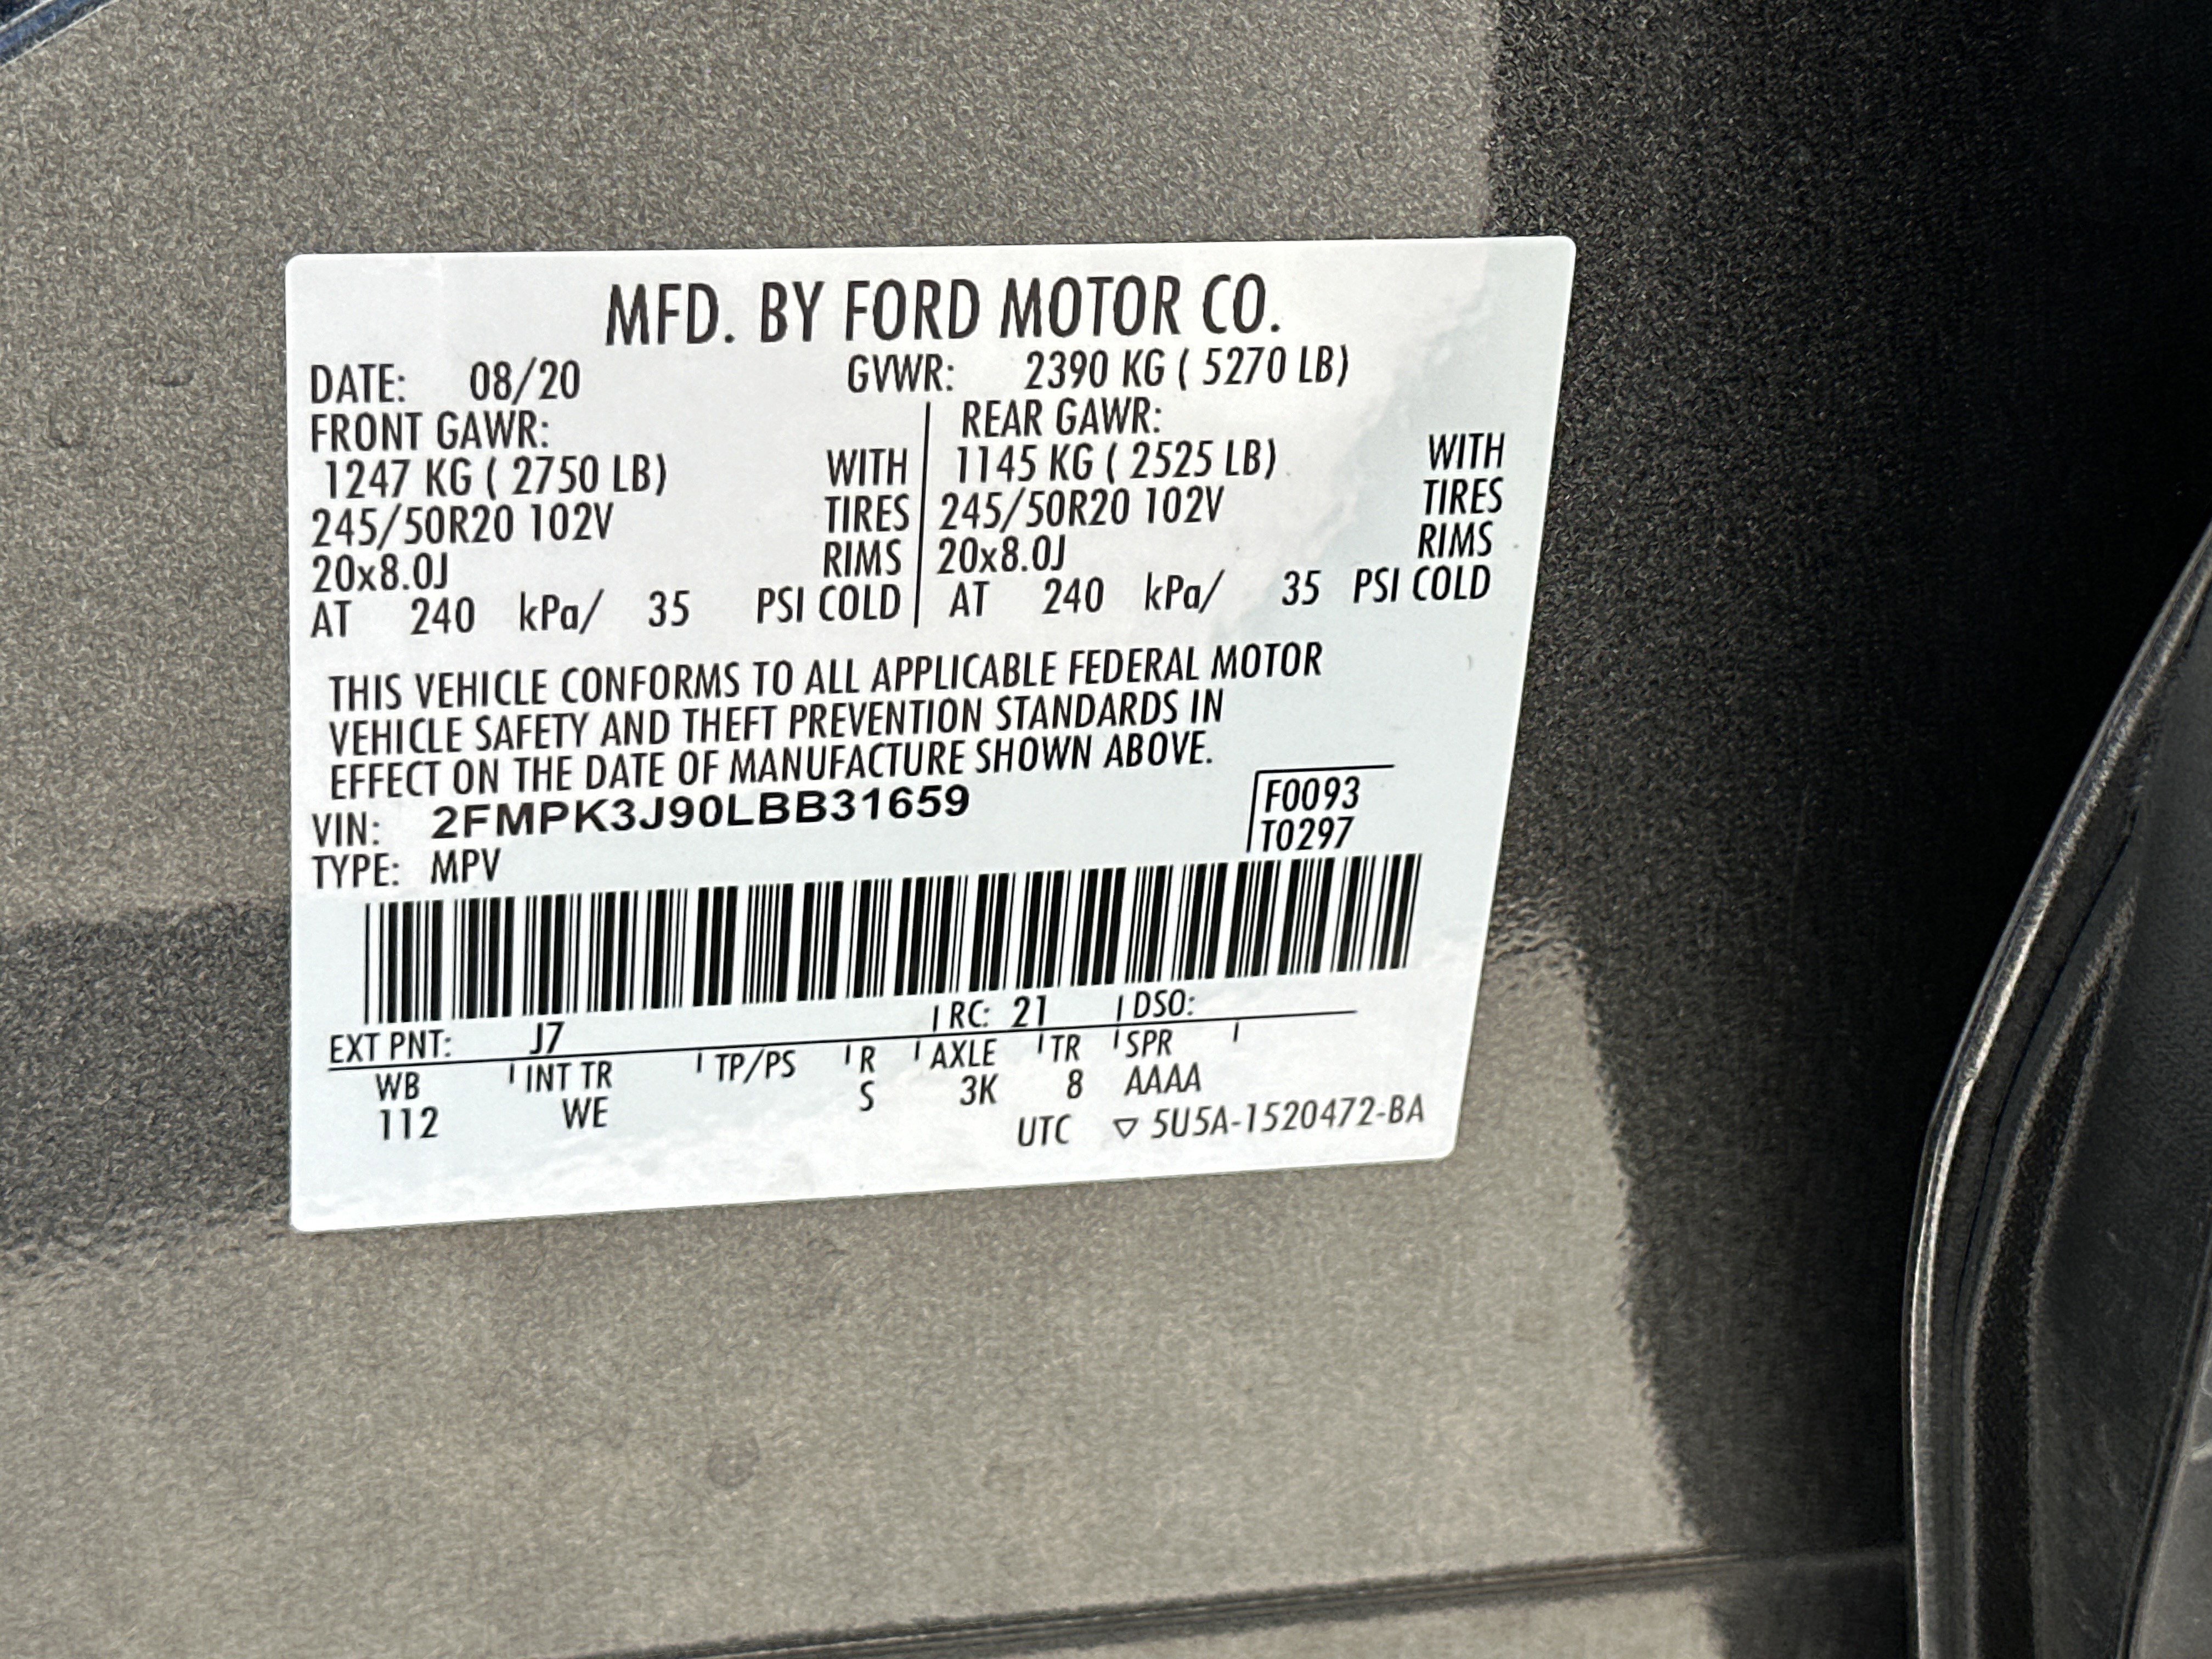 MFD. BY FORD MOTOR CO.
DATE: 08/20 GVWR: 2390 KG ( 5270 LB)
FRONT GAWR: REAR GAWR:
1247 KG ( 2750 LB) WITH 1145 KG ( 2525 LB) WITH
245/50R20 102V TIRES 245/50R20 102V TIRES
20x8.0J RIMS 20x8.0J RIMS
AT 240 kPa/ 35 PSI COLD AT 240 kPa/ 35 PSI COLD
THIS VEHICLE CONFORMS TO ALL APPLICABLE FEDERAL MOTOR
VEHICLE SAFETY AND THEFT PREVENTION STANDARDS IN
EFFECT ON THE DATE OF MANUFACTURE SHOWN ABOVE.
VIN: 2FMPK3J90LBB31659 F0093
TYPE: MPV T0297
EXT PNT: J7 RC: 21 DSO:
WB INT TR TP/PS R AXLE TR SPR
112 WE S 3K 8 AAAA
UTC ▽ 5U5A-1520472-BA